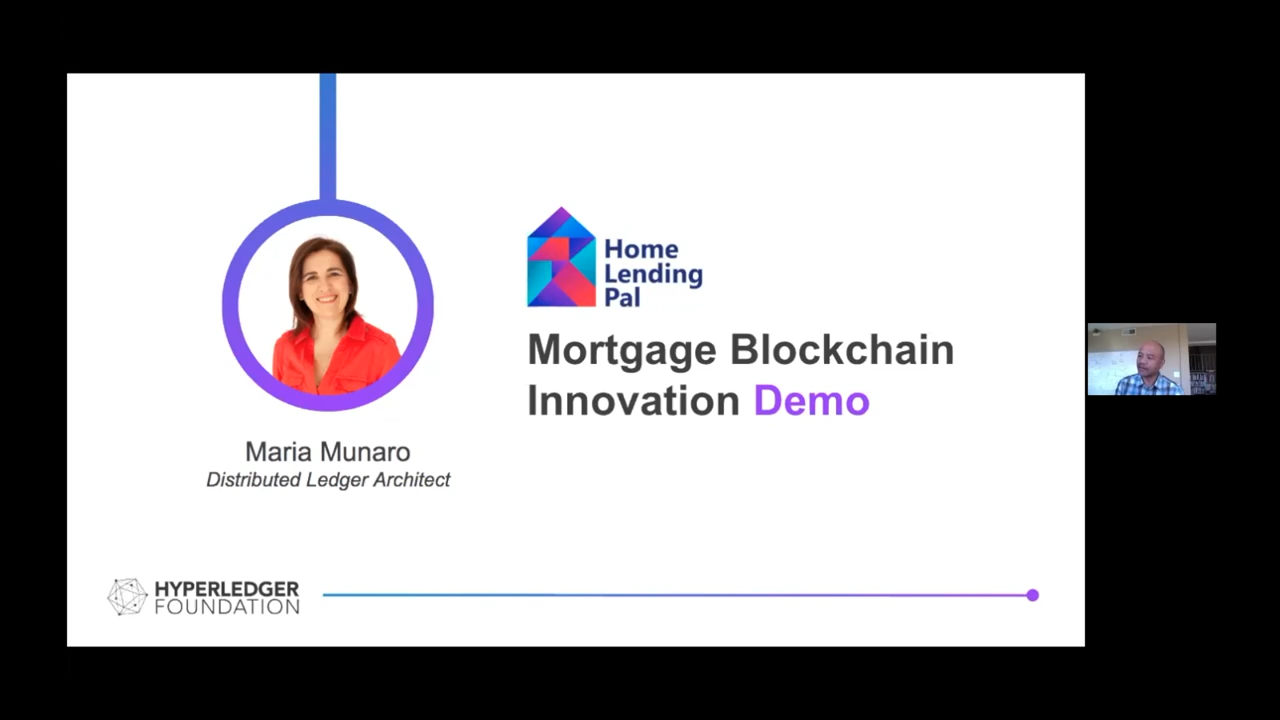 Home
Lending
Pal
Mortgage Blockchain
Innovation Demo
Maria Munaro
Distributed Ledger Architect
HYPERLEDGER
FOUNDATION